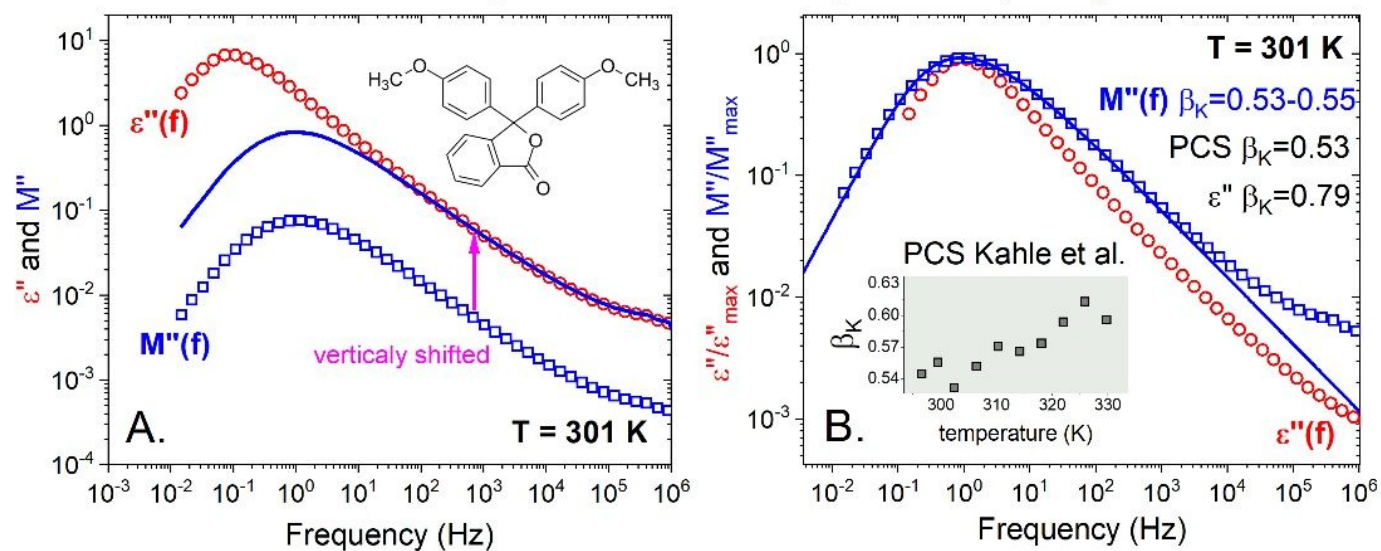 10¹
10⁰
10⁻¹
10⁻²
10⁻³
10⁻⁴
ε" and M"
ε"(f)
M"(f)
H₃C
O
O
CH₃
O
O
verticaly shifted
A.
T = 301 K
10⁻³ 10⁻² 10⁻¹ 10⁰ 10¹ 10² 10³ 10⁴ 10⁵ 10⁶
Frequency (Hz)
10⁰
10⁻¹
10⁻²
10⁻³
ε"/ε"max and M"/M"max
T = 301 K
M"(f) βK=0.53-0.55
PCS βK=0.53
ε" βK=0.79
PCS Kahle et al.
0.63
0.60
0.57
0.54
βK
300 310 320 330
temperature (K)
B.
ε"(f)
10⁻² 10⁻¹ 10⁰ 10¹ 10² 10³ 10⁴ 10⁵ 10⁶
Frequency (Hz)